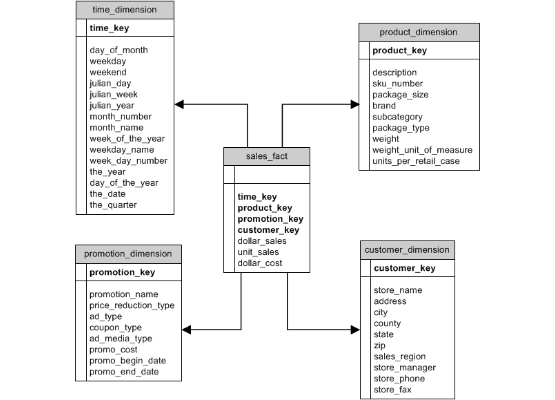 time_dimension
time_key
day_of_month
weekday
weekend
julian_day
julian_week
julian_year
month_number
month_name
week_of_the_year
weekday_name
week_day_number
the_year
day_of_the_year
the_date
the_quarter
product_dimension
product_key
description
sku_number
package_size
brand
subcategory
package_type
weight
weight_unit_of_measure
units_per_retail_case
sales_fact
time_key
product_key
promotion_key
customer_key
dollar_sales
unit_sales
dollar_cost
promotion_dimension
promotion_key
promotion_name
price_reduction_type
ad_type
coupon_type
ad_media_type
promo_cost
promo_begin_date
promo_end_date
customer_dimension
customer_key
store_name
address
city
county
state
zip
sales_region
store_manager
store_phone
store_fax